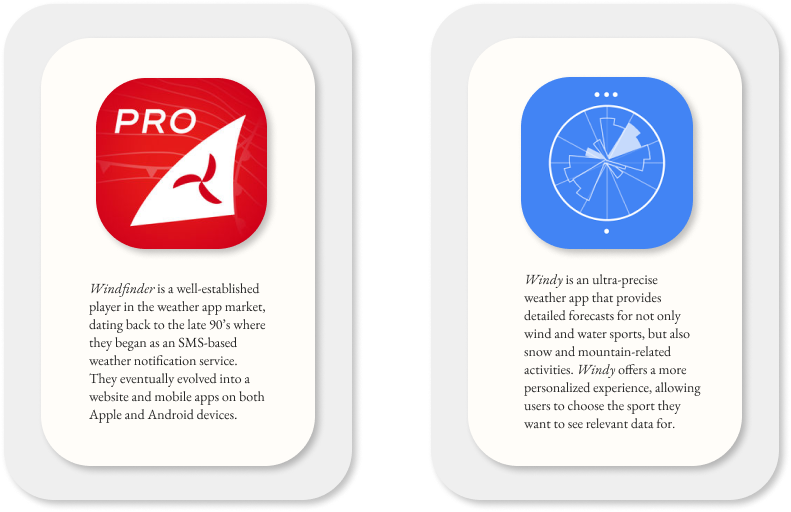 PRO
Windfinder is a well-established
player in the weather app market,
dating back to the late 90's where
they began as an SMS-based
weather notification service.
They eventually evolved into a
website and mobile apps on both
Apple and Android devices.
Windy is an ultra-precise
weather app that provides
detailed forecasts for not only
wind and water sports, but also
snow and mountain-related
activities. Windy offers a more
personalized experience, allowing
users to choose the sport they
want to see relevant data for.